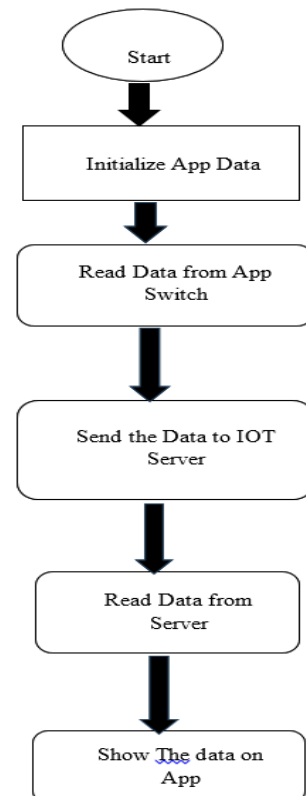 Start
Initialize App Data
Read Data from App
Switch
Send the Data to IOT
Server
Read Data from
Server
Show The data on
App